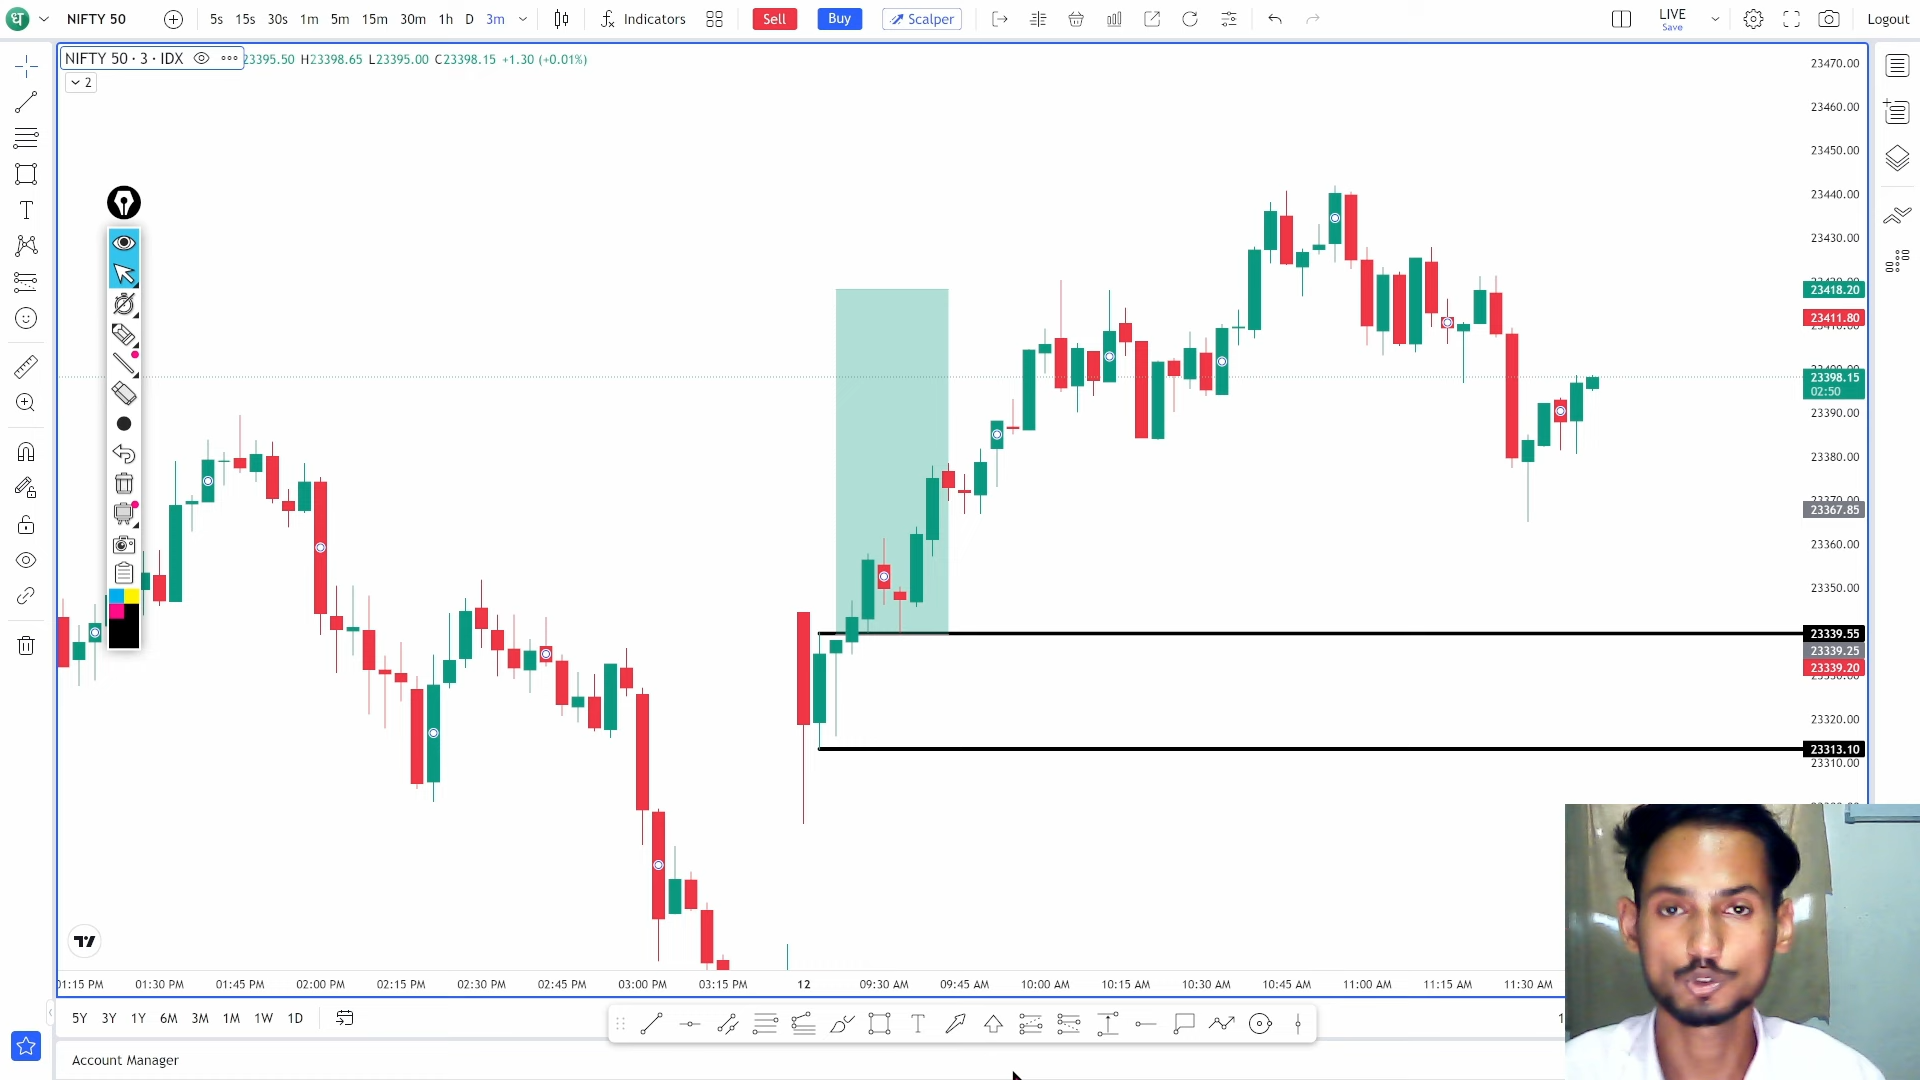 ध
NIFTY 50
5s 15s 30s 1m 5m 15m 30m 1h D 3m
Indicators
Sell
Buy
Scalper
LIVE
Save
Logout
NIFTY 50 · 3 · IDX
23395.50 H23398.65 L23395.00 C23398.15 +1.30 (+0.01%)
2
23470.00
23460.00
23450.00
23440.00
23430.00
23418.20
23411.80
23398.15
02:50
23390.00
23380.00
23367.85
23360.00
23350.00
23339.55
23339.25
23339.20
23320.00
23313.10
23310.00
01:15 PM 01:30 PM 01:45 PM 02:00 PM 02:15 PM 02:30 PM 02:45 PM 03:00 PM 03:15 PM 12 09:30 AM 09:45 AM 10:00 AM 10:15 AM 10:30 AM 10:45 AM 11:00 AM 11:15 AM 11:30 AM
5Y 3Y 1Y 6M 3M 1M 1W 1D
Account Manager